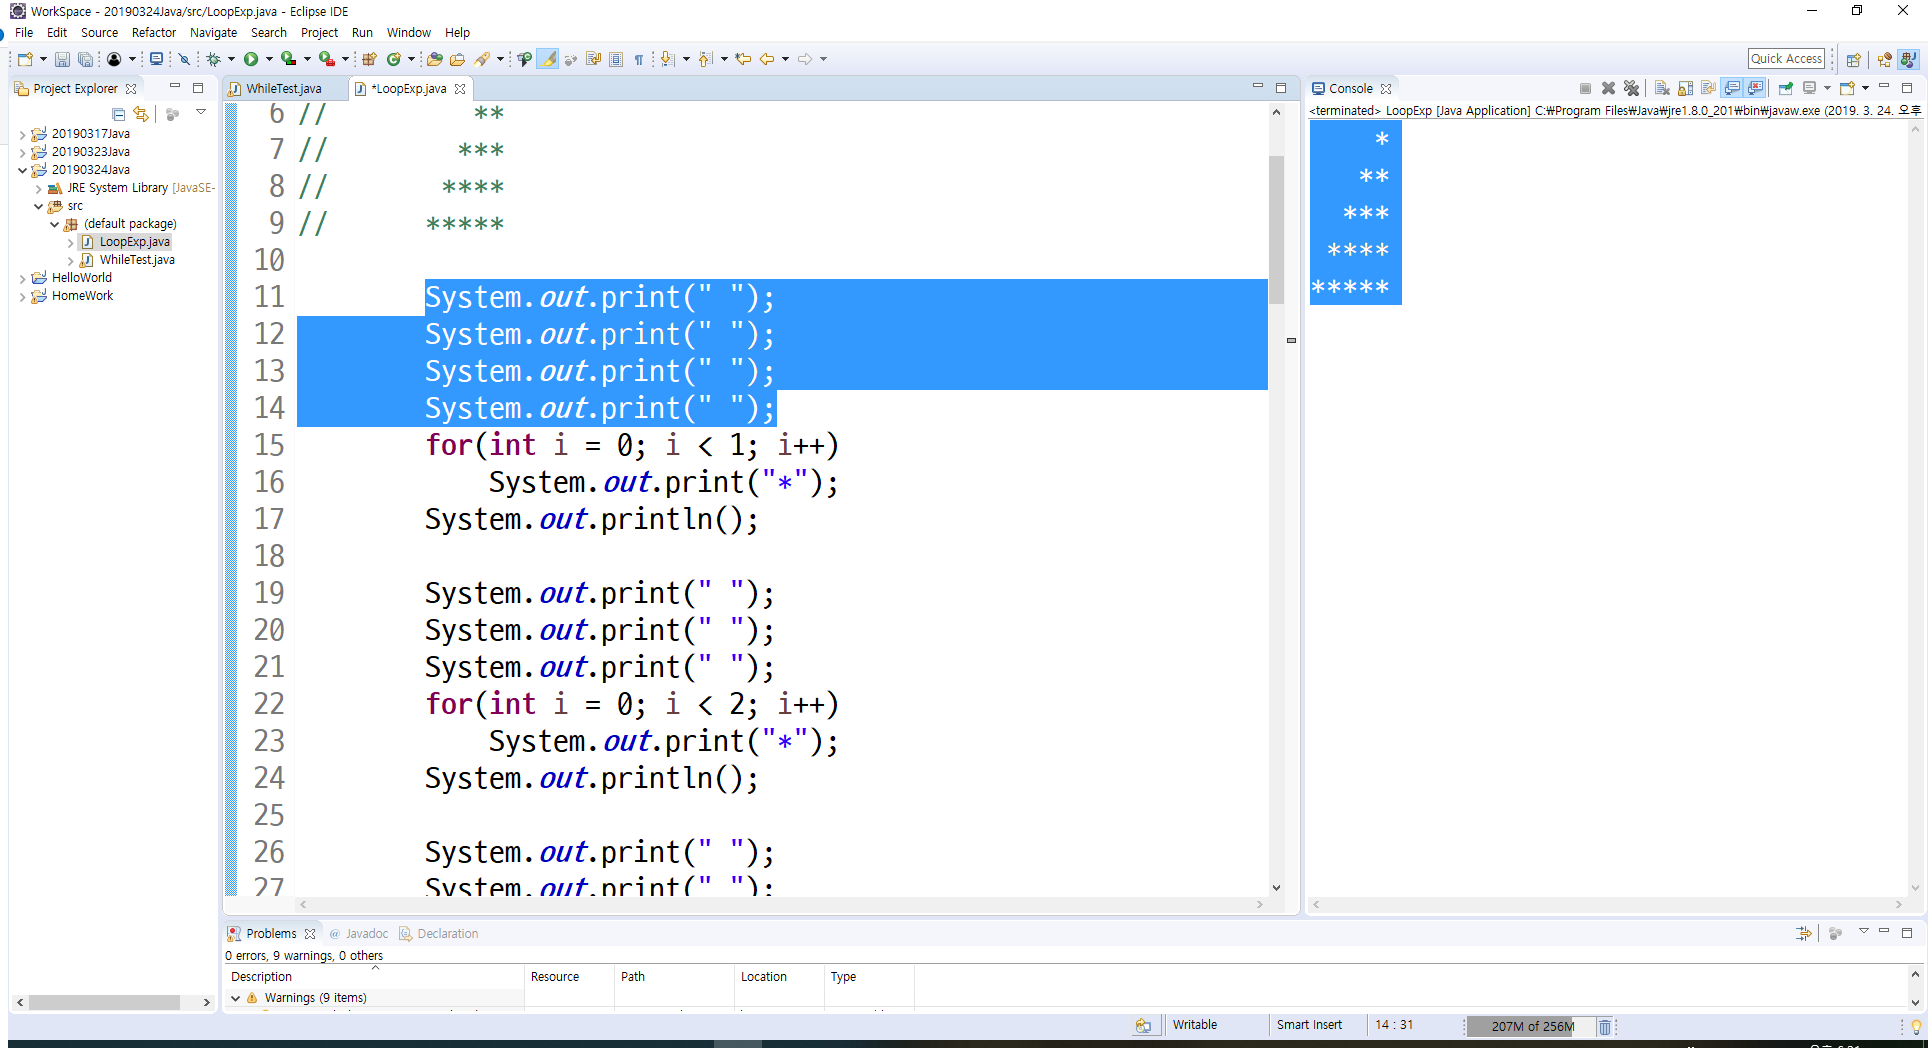 WorkSpace - 20190324Java/src/LoopExp.java - Eclipse IDE
File Edit Source Refactor Navigate Search Project Run Window Help
Quick Access
Project Explorer
20190317Java
20190323Java
20190324Java
JRE System Library [JavaSE-
src
(default package)
LoopExp.java
WhileTest.java
HelloWorld
HomeWork
WhileTest.java *LoopExp.java
6 // **
7 // ***
8 // ****
9 // *****
10
11 System.out.print(" ");
12 System.out.print(" ");
13 System.out.print(" ");
14 System.out.print(" ");
15 for(int i = 0; i < 1; i++)
16 System.out.print("*");
17 System.out.println();
18
19 System.out.print(" ");
20 System.out.print(" ");
21 System.out.print(" ");
22 for(int i = 0; i < 2; i++)
23 System.out.print("*");
24 System.out.println();
25
26 System.out.print(" ");
27 System.out.print(" ");
Console
<terminated> LoopExp [Java Application] C:₩Program Files₩Java₩jre1.8.0_201₩bin₩javaw.exe (2019. 3. 24. 오후
*
**
***
****
*****
Problems @ Javadoc Declaration
0 errors, 9 warnings, 0 others
Description Resource Path Location Type
Warnings (9 items)
Writable Smart Insert 14 : 31 207M of 256M